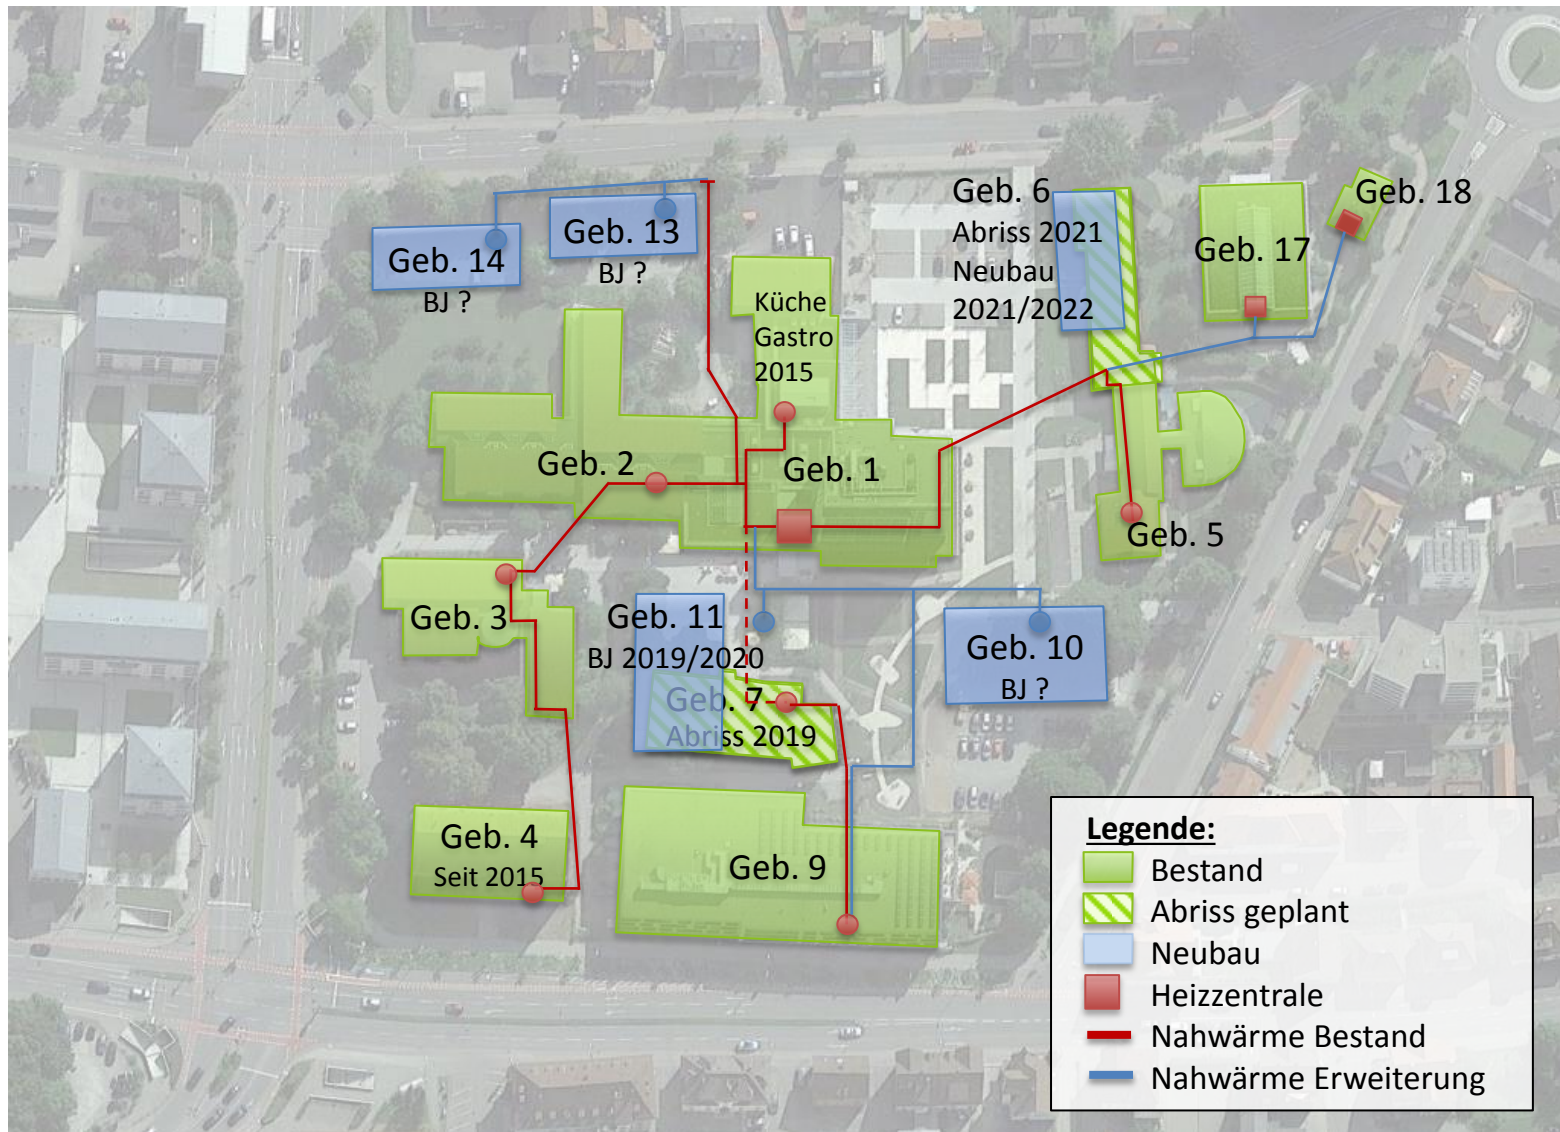 Geb. 14
BJ ?
Geb. 13
BJ ?
Küche
Gastro
2015
Geb. 6
Abriss 2021
Neubau
2021/2022
Geb. 17
Geb. 18
Geb. 2
Geb. 1
Geb. 5
Geb. 3
Geb. 11
BJ 2019/2020
Geb. 7
Abriss 2019
Geb. 10
BJ ?
Geb. 4
Seit 2015
Geb. 9
Legende:
Bestand
Abriss geplant
Neubau
Heizzentrale
Nahwärme Bestand
Nahwärme Erweiterung